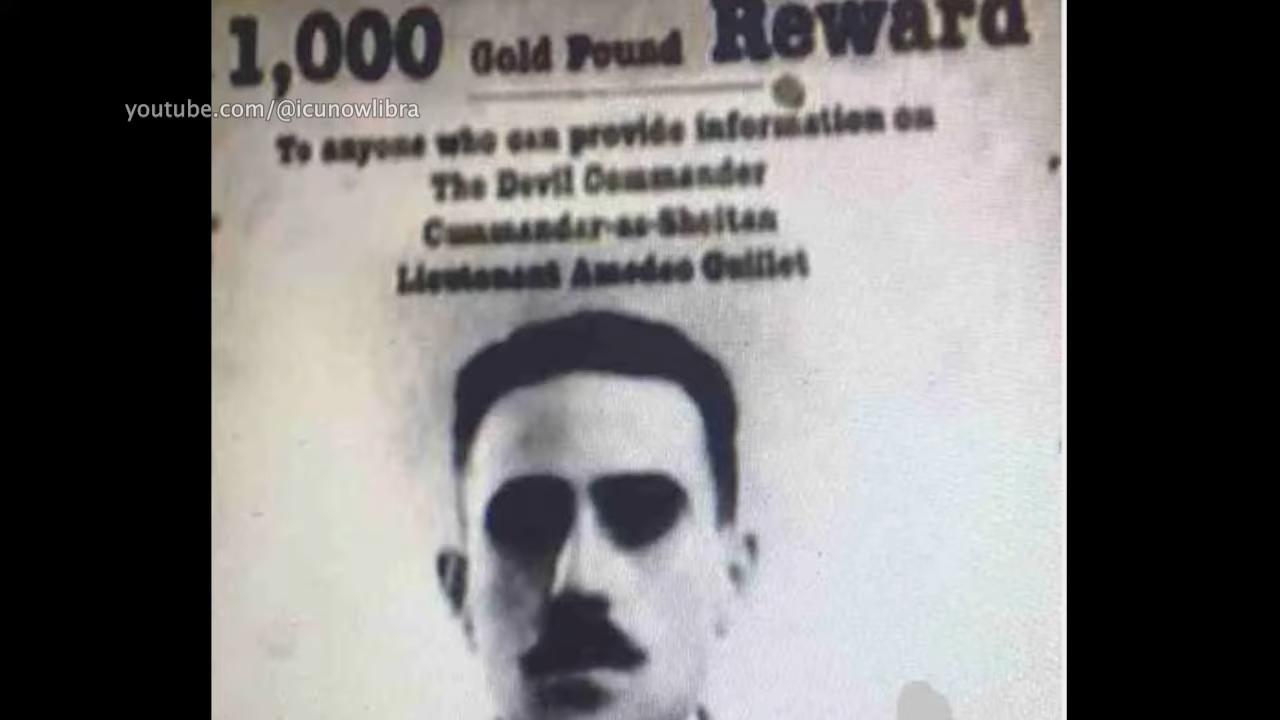 1,000 Gold Pound Reward
youtube.com/@icunowlibra
To anyone who can provide information on
The Devil Commander
Cummander-as-Sheitan
Lieutenant Amedeo Guillet